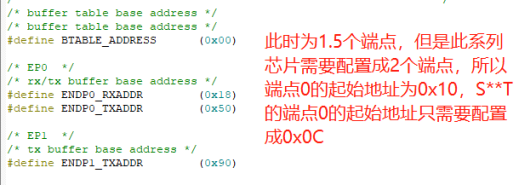 /* buffer table base address */
/* buffer table base address */
#define BTABLE_ADDRESS (0x00)
/* EP0 */
/* rx/tx buffer base address */
#define ENDP0_RXADDR (0x18)
#define ENDP0_TXADDR (0x50)
/* EP1 */
/* tx buffer base address */
#define ENDP1_TXADDR (0x90)
此时为1.5个端点，但是此系列
芯片需要配置成2个端点，所以
端点0的起始地址为0x10，S**T
的端点0的起始地址只需要配置
成0x0C